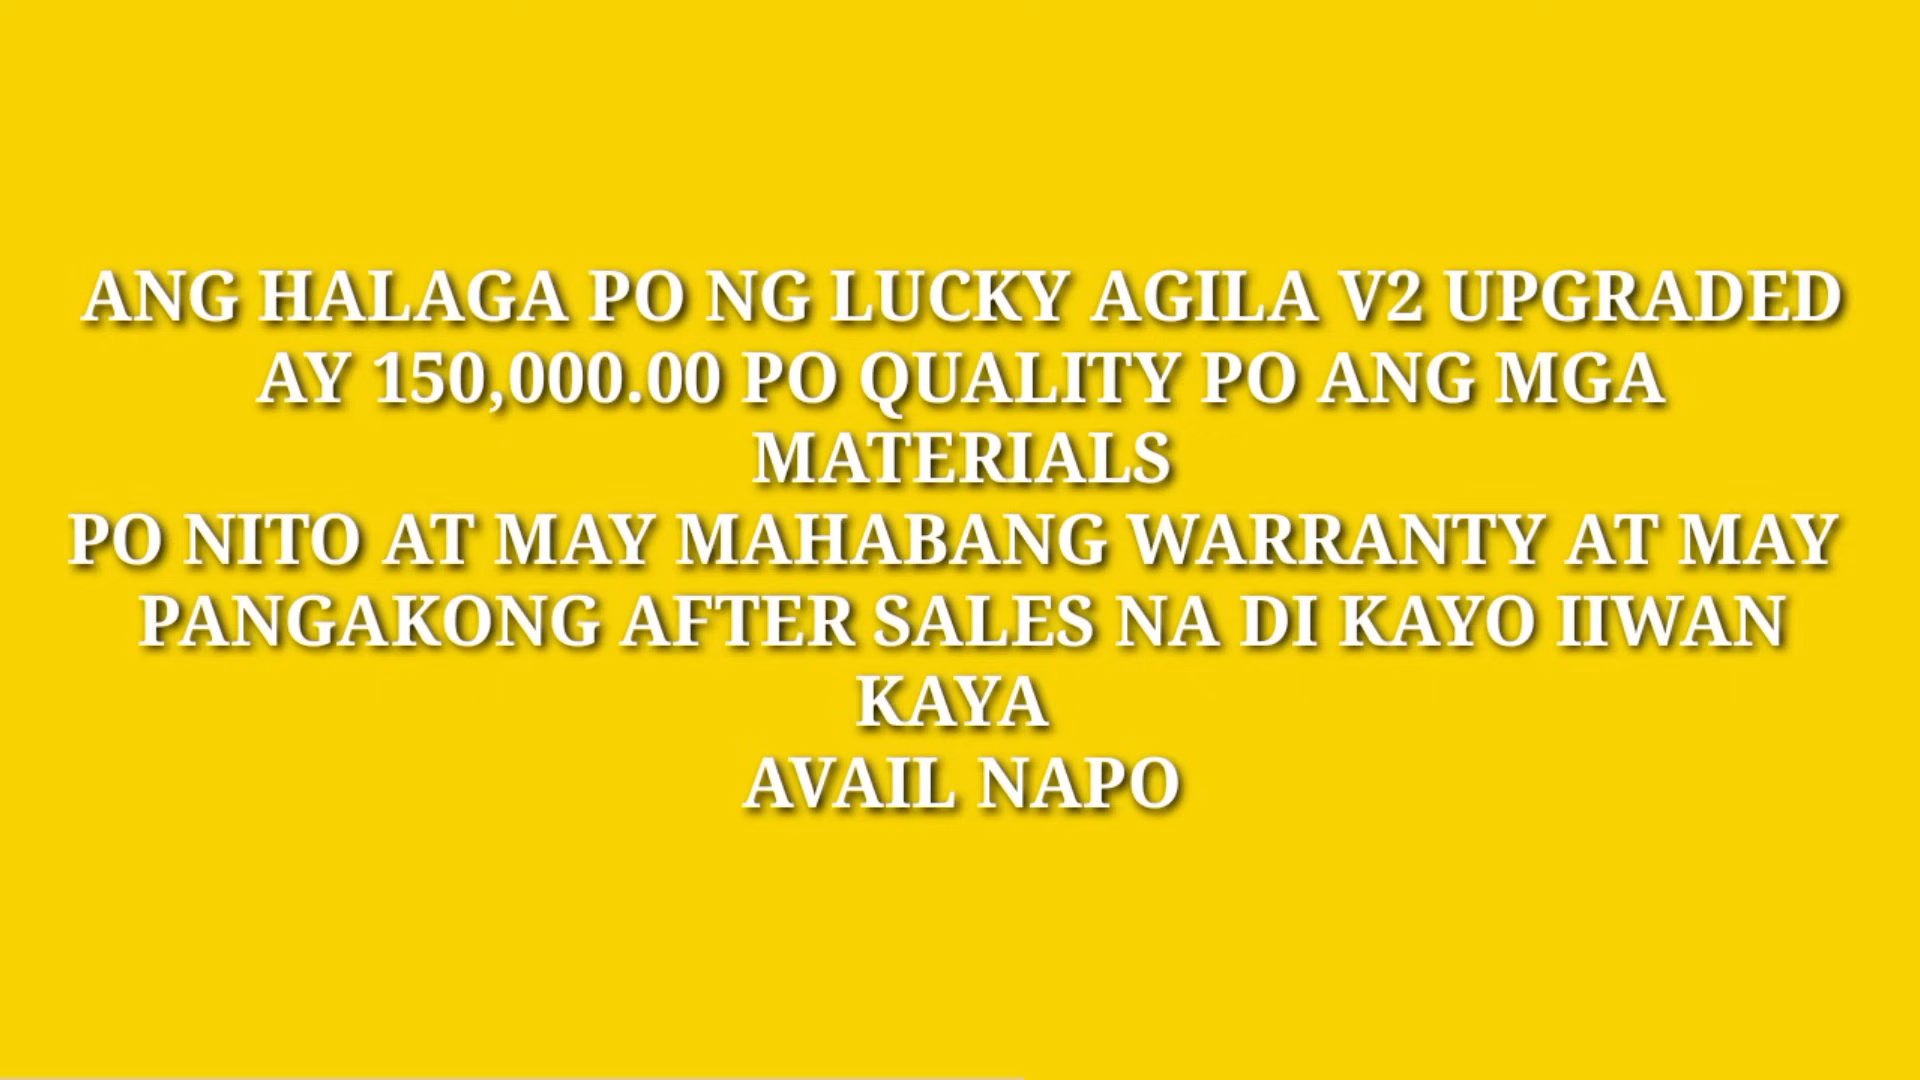 ANG HALAGA PO NG LUCKY AGILA V2 UPGRADED
AY 150,000.00 PO QUALITY PO ANG MGA
MATERIALS
PO NITO AT MAY MAHABANG WARRANTY AT MAY
PANGAKONG AFTER SALES NA DI KAYO IIWAN
KAYA
AVAIL NAPO